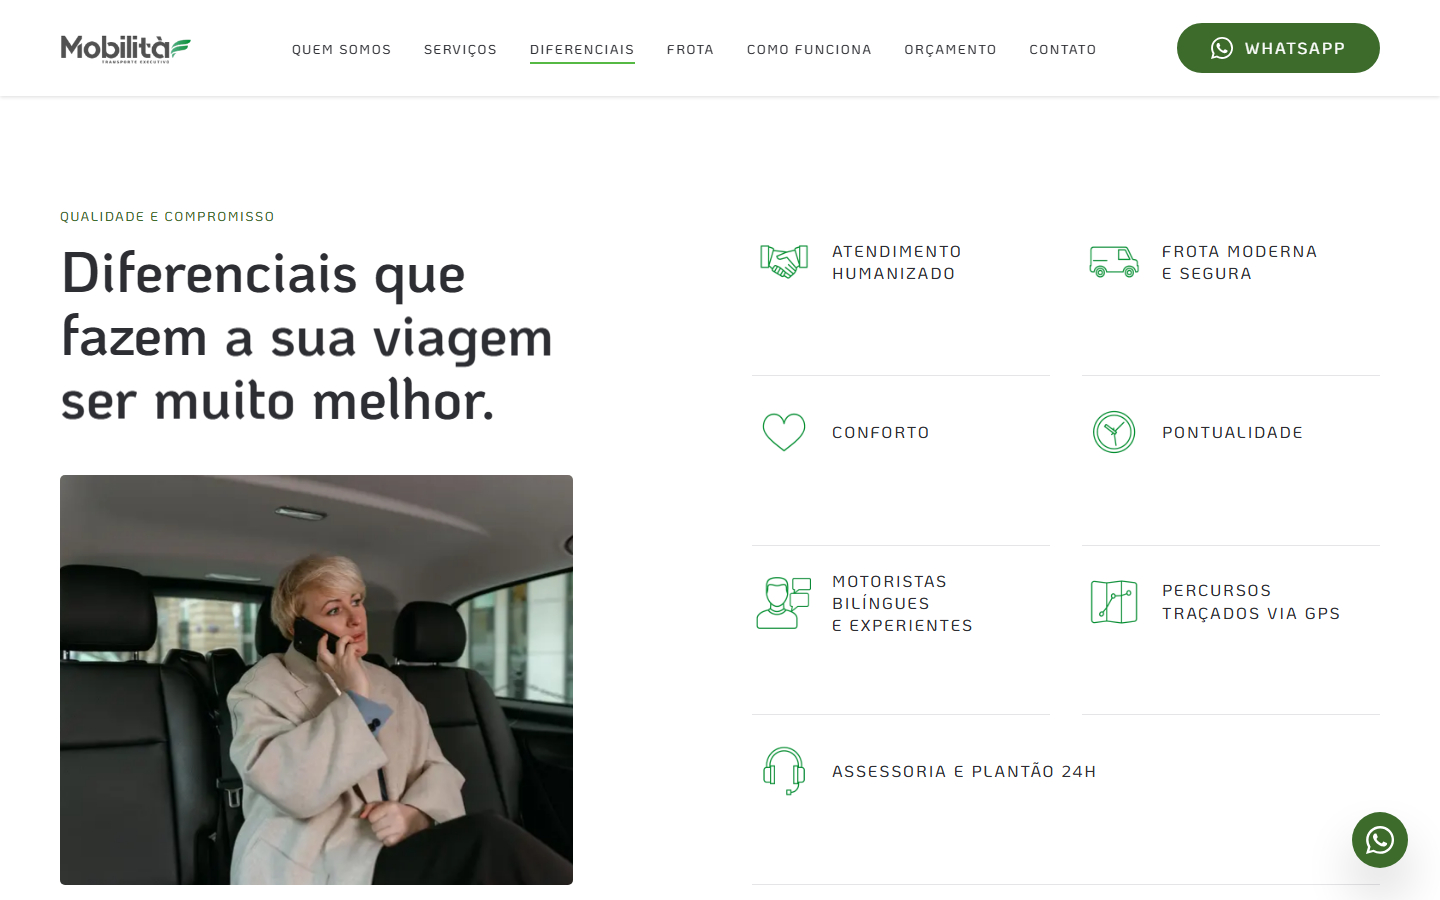 Mobilità
TRANSPORTE EXECUTIVO
QUEM SOMOS
SERVIÇOS
DIFERENCIAIS
FROTA
COMO FUNCIONA
ORÇAMENTO
CONTATO
WHATSAPP
QUALIDADE E COMPROMISSO
Diferenciais que
fazem a sua viagem
ser muito melhor.
ATENDIMENTO
HUMANIZADO
FROTA MODERNA
E SEGURA
CONFORTO
PONTUALIDADE
MOTORISTAS
BILÍNGUES
E EXPERIENTES
PERCURSOS
TRAÇADOS VIA GPS
ASSESSORIA E PLANTÃO 24H